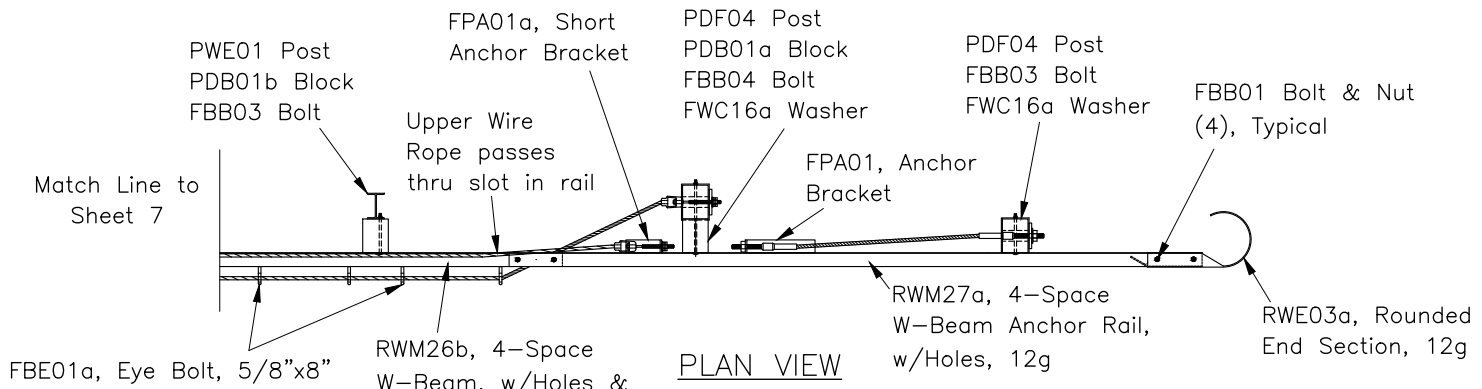 PWE01 Post
PDB01b Block
FBB03 Bolt
FPA01a, Short
Anchor Bracket
PDF04 Post
PDB01a Block
FBB04 Bolt
FWC16a Washer
PDF04 Post
FBB03 Bolt
FWC16a Washer
FBB01 Bolt & Nut
(4), Typical
Upper Wire
Rope passes
thru slot in rail
FPA01, Anchor
Bracket
Match Line to
Sheet 7
FBE01a, Eye Bolt, 5/8"x8"
RWM26b, 4-Space
W-Beam, w/Holes &
PLAN VIEW
RWM27a, 4-Space
W-Beam Anchor Rail,
w/Holes, 12g
RWE03a, Rounded
End Section, 12g